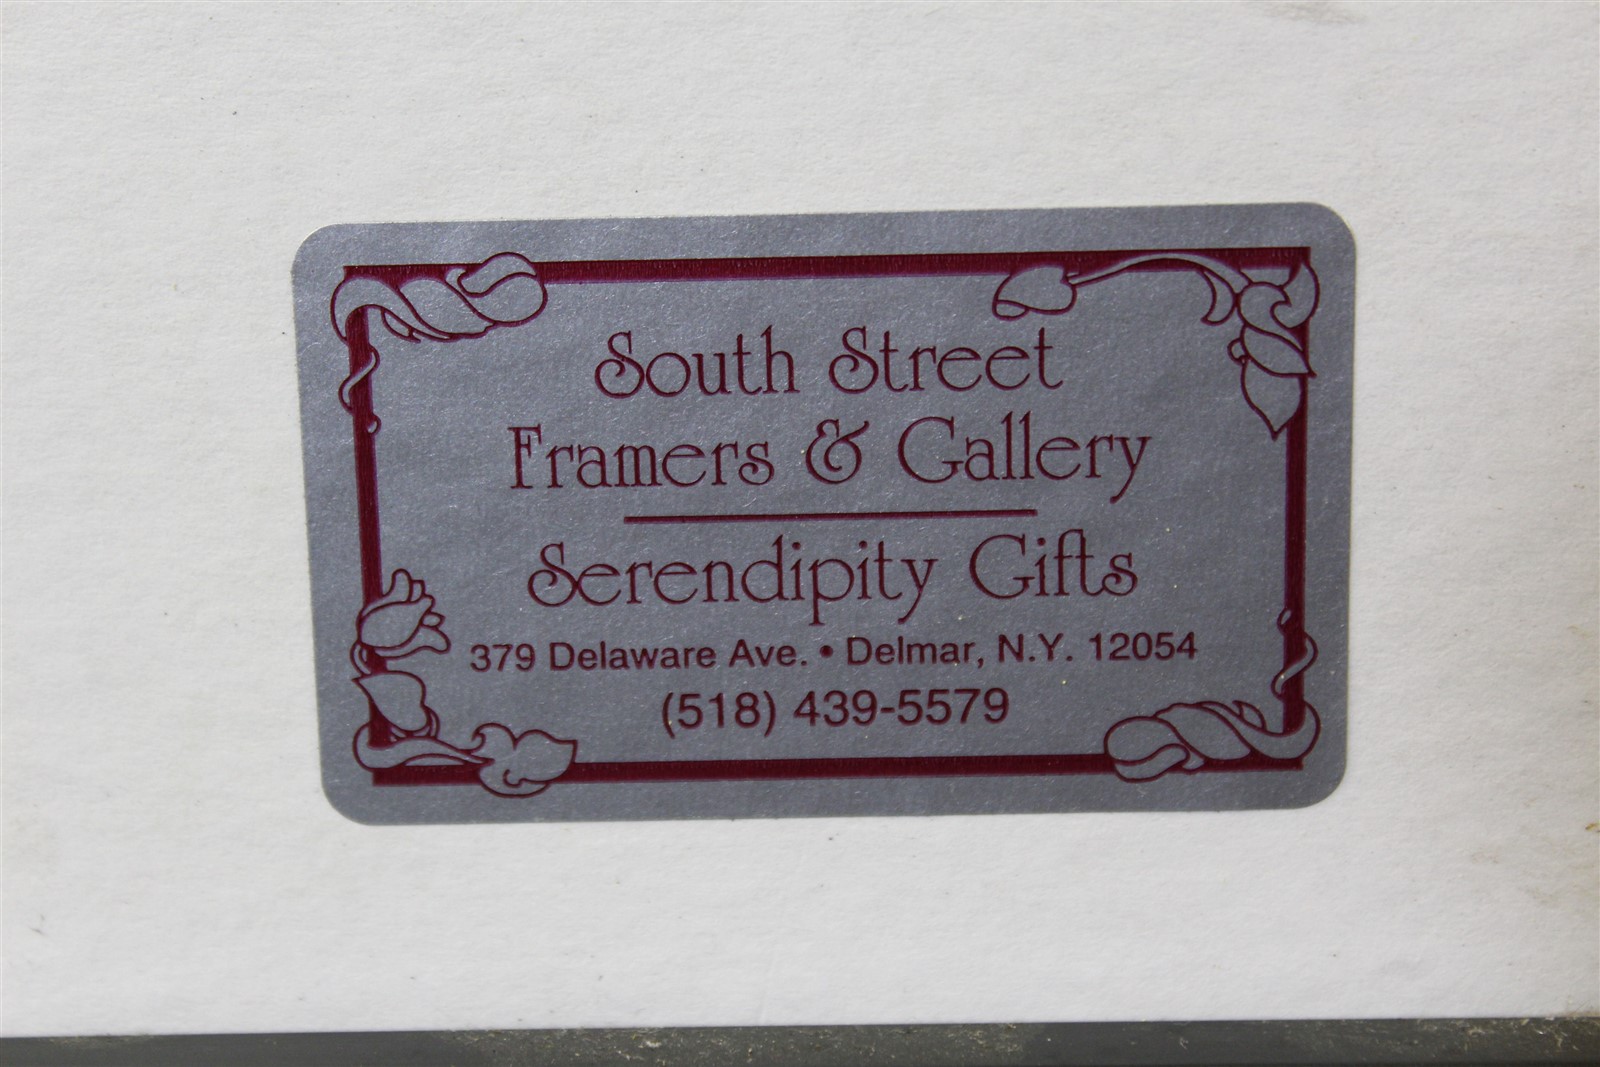 South Street
Framers & Gallery
Serendipity Gifts
379 Delaware Ave. • Delmar, N.Y. 12054
(518) 439-5579